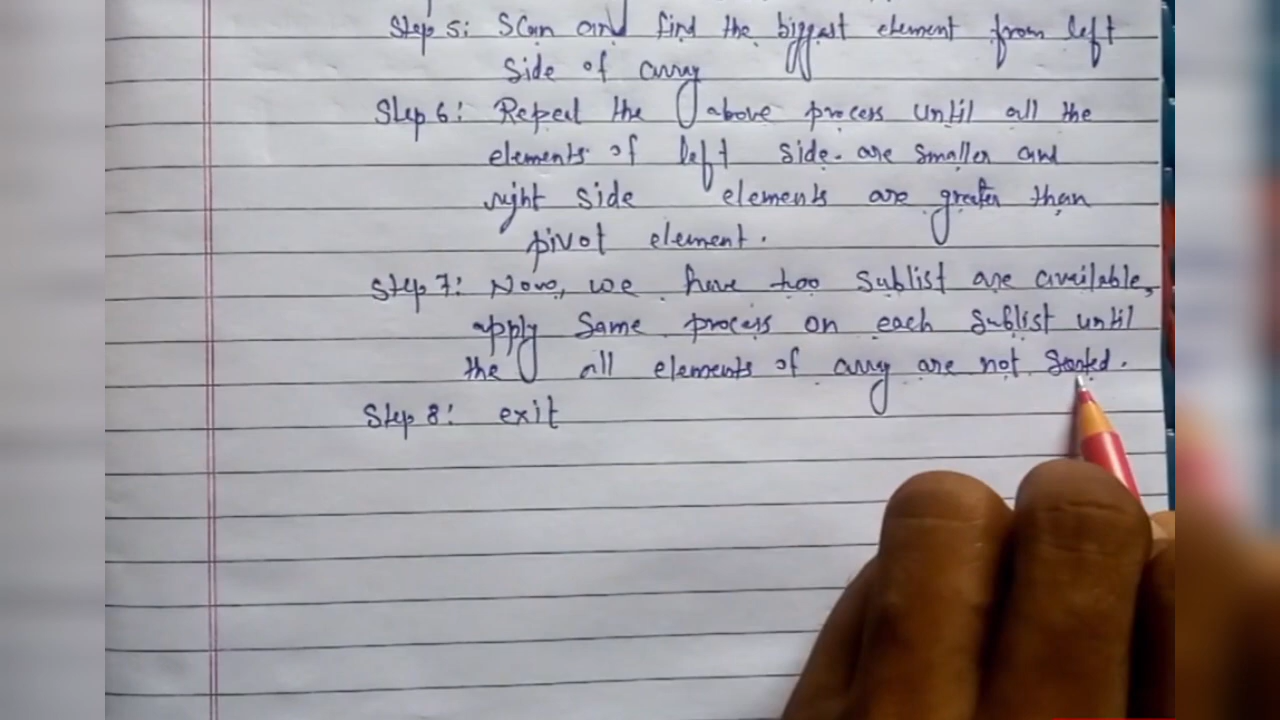 Step 5: Scan and find the biggest element from left
side of array
Step 6: Repeat the above process until all the
elements of left side are smaller and
right side elements are greater than
pivot element.
Step 7: Now, we have too sublist are available,
apply same process on each sublist until
the all elements of array are not sorted.
Step 8: exit